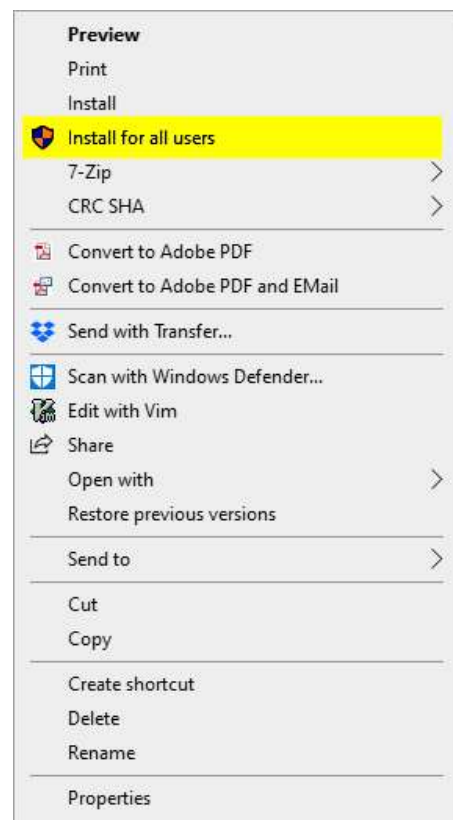 Preview
Print
Install
Install for all users
7-Zip
CRC SHA
Convert to Adobe PDF
Convert to Adobe PDF and EMail
Send with Transfer...
Scan with Windows Defender...
Edit with Vim
Share
Open with
Restore previous versions
Send to
Cut
Copy
Create shortcut
Delete
Rename
Properties